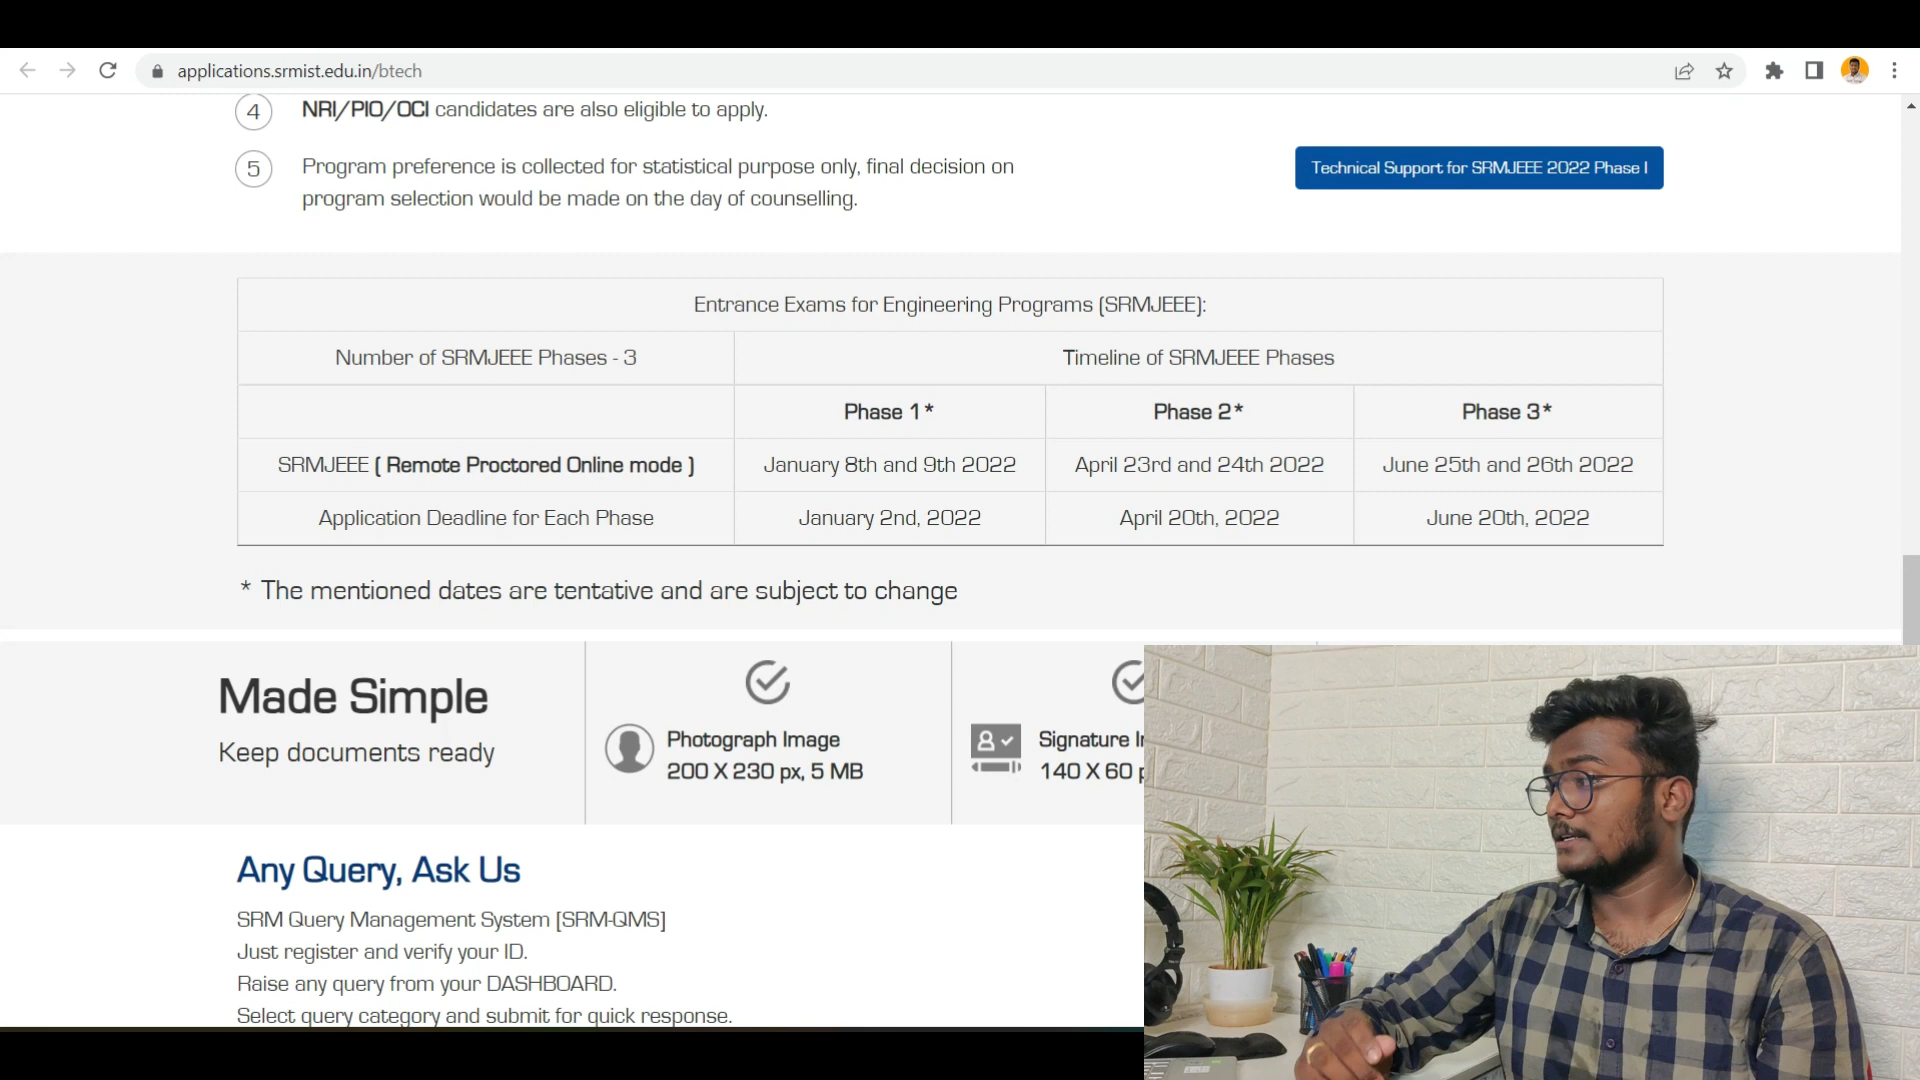 applications.srmist.edu.in/btech
4 NRI/PIO/OCI candidates are also eligible to apply.
5 Program preference is collected for statistical purpose only, final decision on
program selection would be made on the day of counselling.
Technical Support for SRMJEEE 2022 Phase I
Entrance Exams for Engineering Programs (SRMJEEE):
Number of SRMJEEE Phases - 3 Timeline of SRMJEEE Phases
Phase 1* Phase 2* Phase 3*
SRMJEEE ( Remote Proctored Online mode ) January 8th and 9th 2022 April 23rd and 24th 2022 June 25th and 26th 2022
Application Deadline for Each Phase January 2nd, 2022 April 20th, 2022 June 20th, 2022
* The mentioned dates are tentative and are subject to change
Made Simple
Keep documents ready
Photograph Image
200 X 230 px, 5 MB
Signature
140 X 60
Any Query, Ask Us
SRM Query Management System [SRM-QMS]
Just register and verify your ID.
Raise any query from your DASHBOARD.
Select query category and submit for quick response.